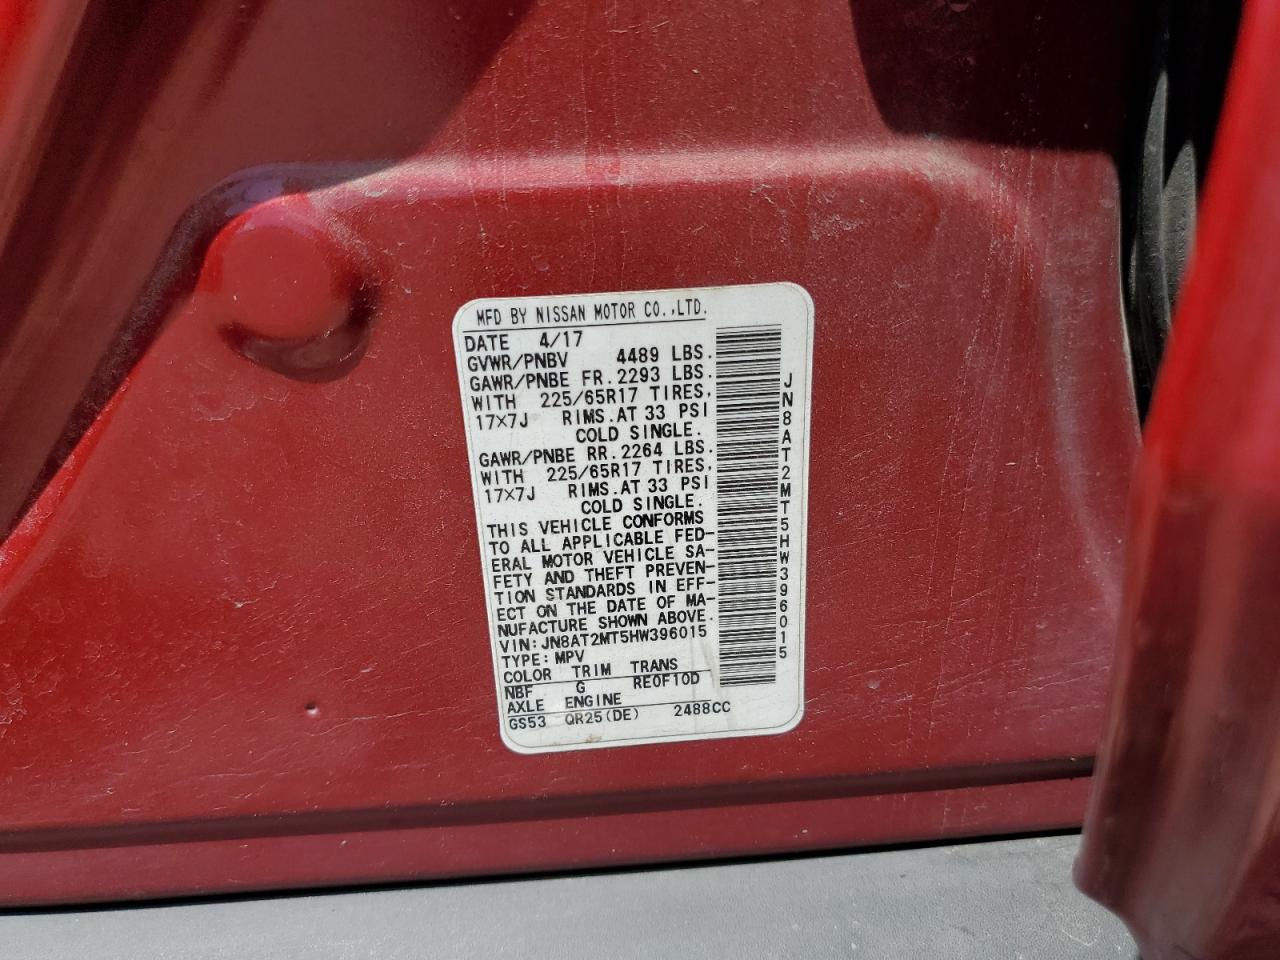 MFD BY NISSAN MOTOR CO.,LTD.
DATE 4/17
GVWR/PNBV 4489 LBS.
GAWR/PNBE FR. 2293 LBS.
WITH 225/65R17 TIRES,
17×7J RIMS.AT 33 PSI
COLD SINGLE.
GAWR/PNBE RR. 2264 LBS.
WITH 225/65R17 TIRES,
17×7J RIMS.AT 33 PSI
COLD SINGLE.
THIS VEHICLE CONFORMS
TO ALL APPLICABLE FED-
ERAL MOTOR VEHICLE SA-
FETY AND THEFT PREVEN-
TION STANDARDS IN EFF-
ECT ON THE DATE OF MA-
NUFACTURE SHOWN ABOVE.
VIN:JN8AT2MT5HW396015
TYPE:MPV
COLOR TRIM TRANS
NBF G RE0F10D
AXLE ENGINE
GS53 QR25(DE) 2488CC
JN8AT2MT5HW396015